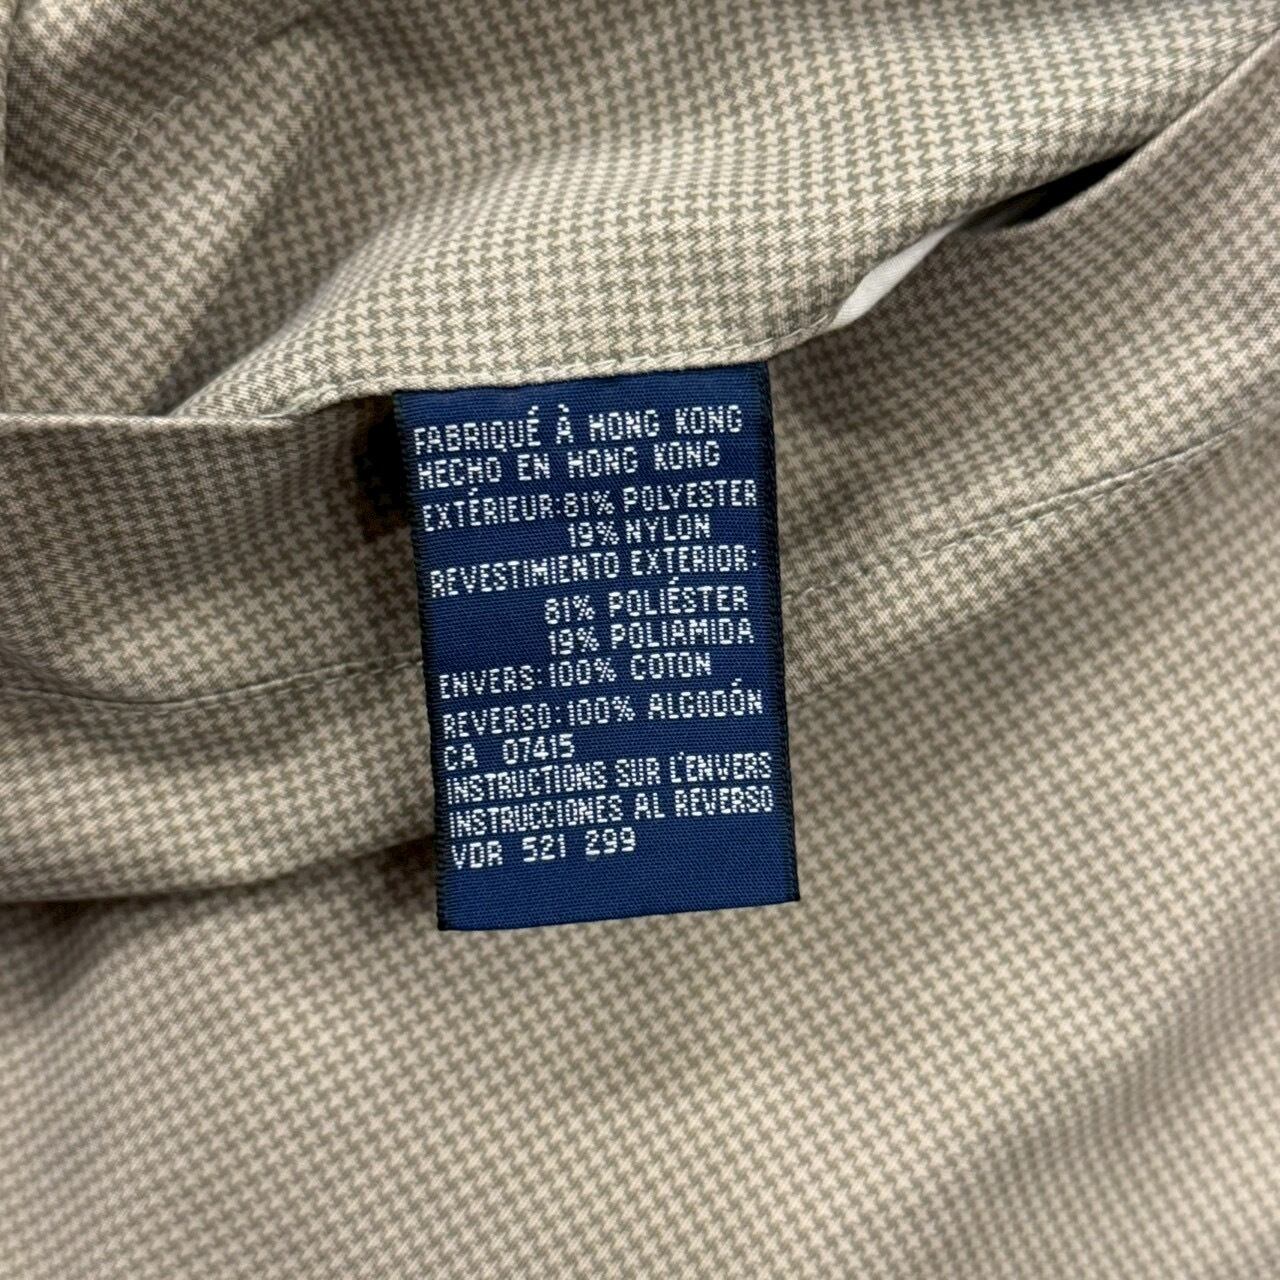 FABRIQUÉ À HONG KONG
HECHO EN HONG KONG
EXTÉRIEUR:81% POLYESTER
19% NYLON
REVESTIMIENTO EXTERIOR:
81% POLIÉSTER
19% POLIAMIDA
ENVERS:100% COTON
REVERSO:100% ALGODÓN
CA 07415
INSTRUCTIONS SUR L'ENVERS
INSTRUCCIONES AL REVERSO
VDR 521 299